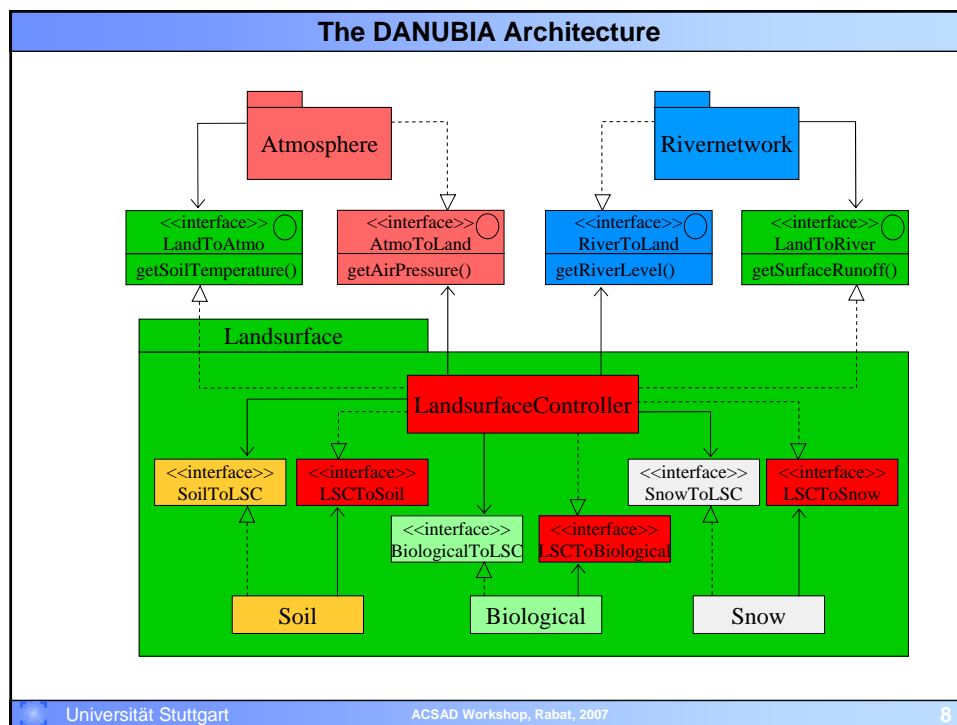 The DANUBIA Architecture
Atmosphere
Rivernetwork
<<interface>>
LandToAtmo
getSoilTemperature()
<<interface>>
AtmoToLand
getAirPressure()
<<interface>>
RiverToLand
getRiverLevel()
<<interface>>
LandToRiver
getSurfaceRunoff()
Landsurface
LandsurfaceController
<<interface>>
SoilToLSC
<<interface>>
LSCToSoil
<<interface>>
SnowToLSC
<<interface>>
LSCToSnow
<<interface>>
BiologicalToLSC
<<interface>>
LSCToBiological
Soil
Biological
Snow
Universität Stuttgart
ACSAD Workshop, Rabat, 2007
8